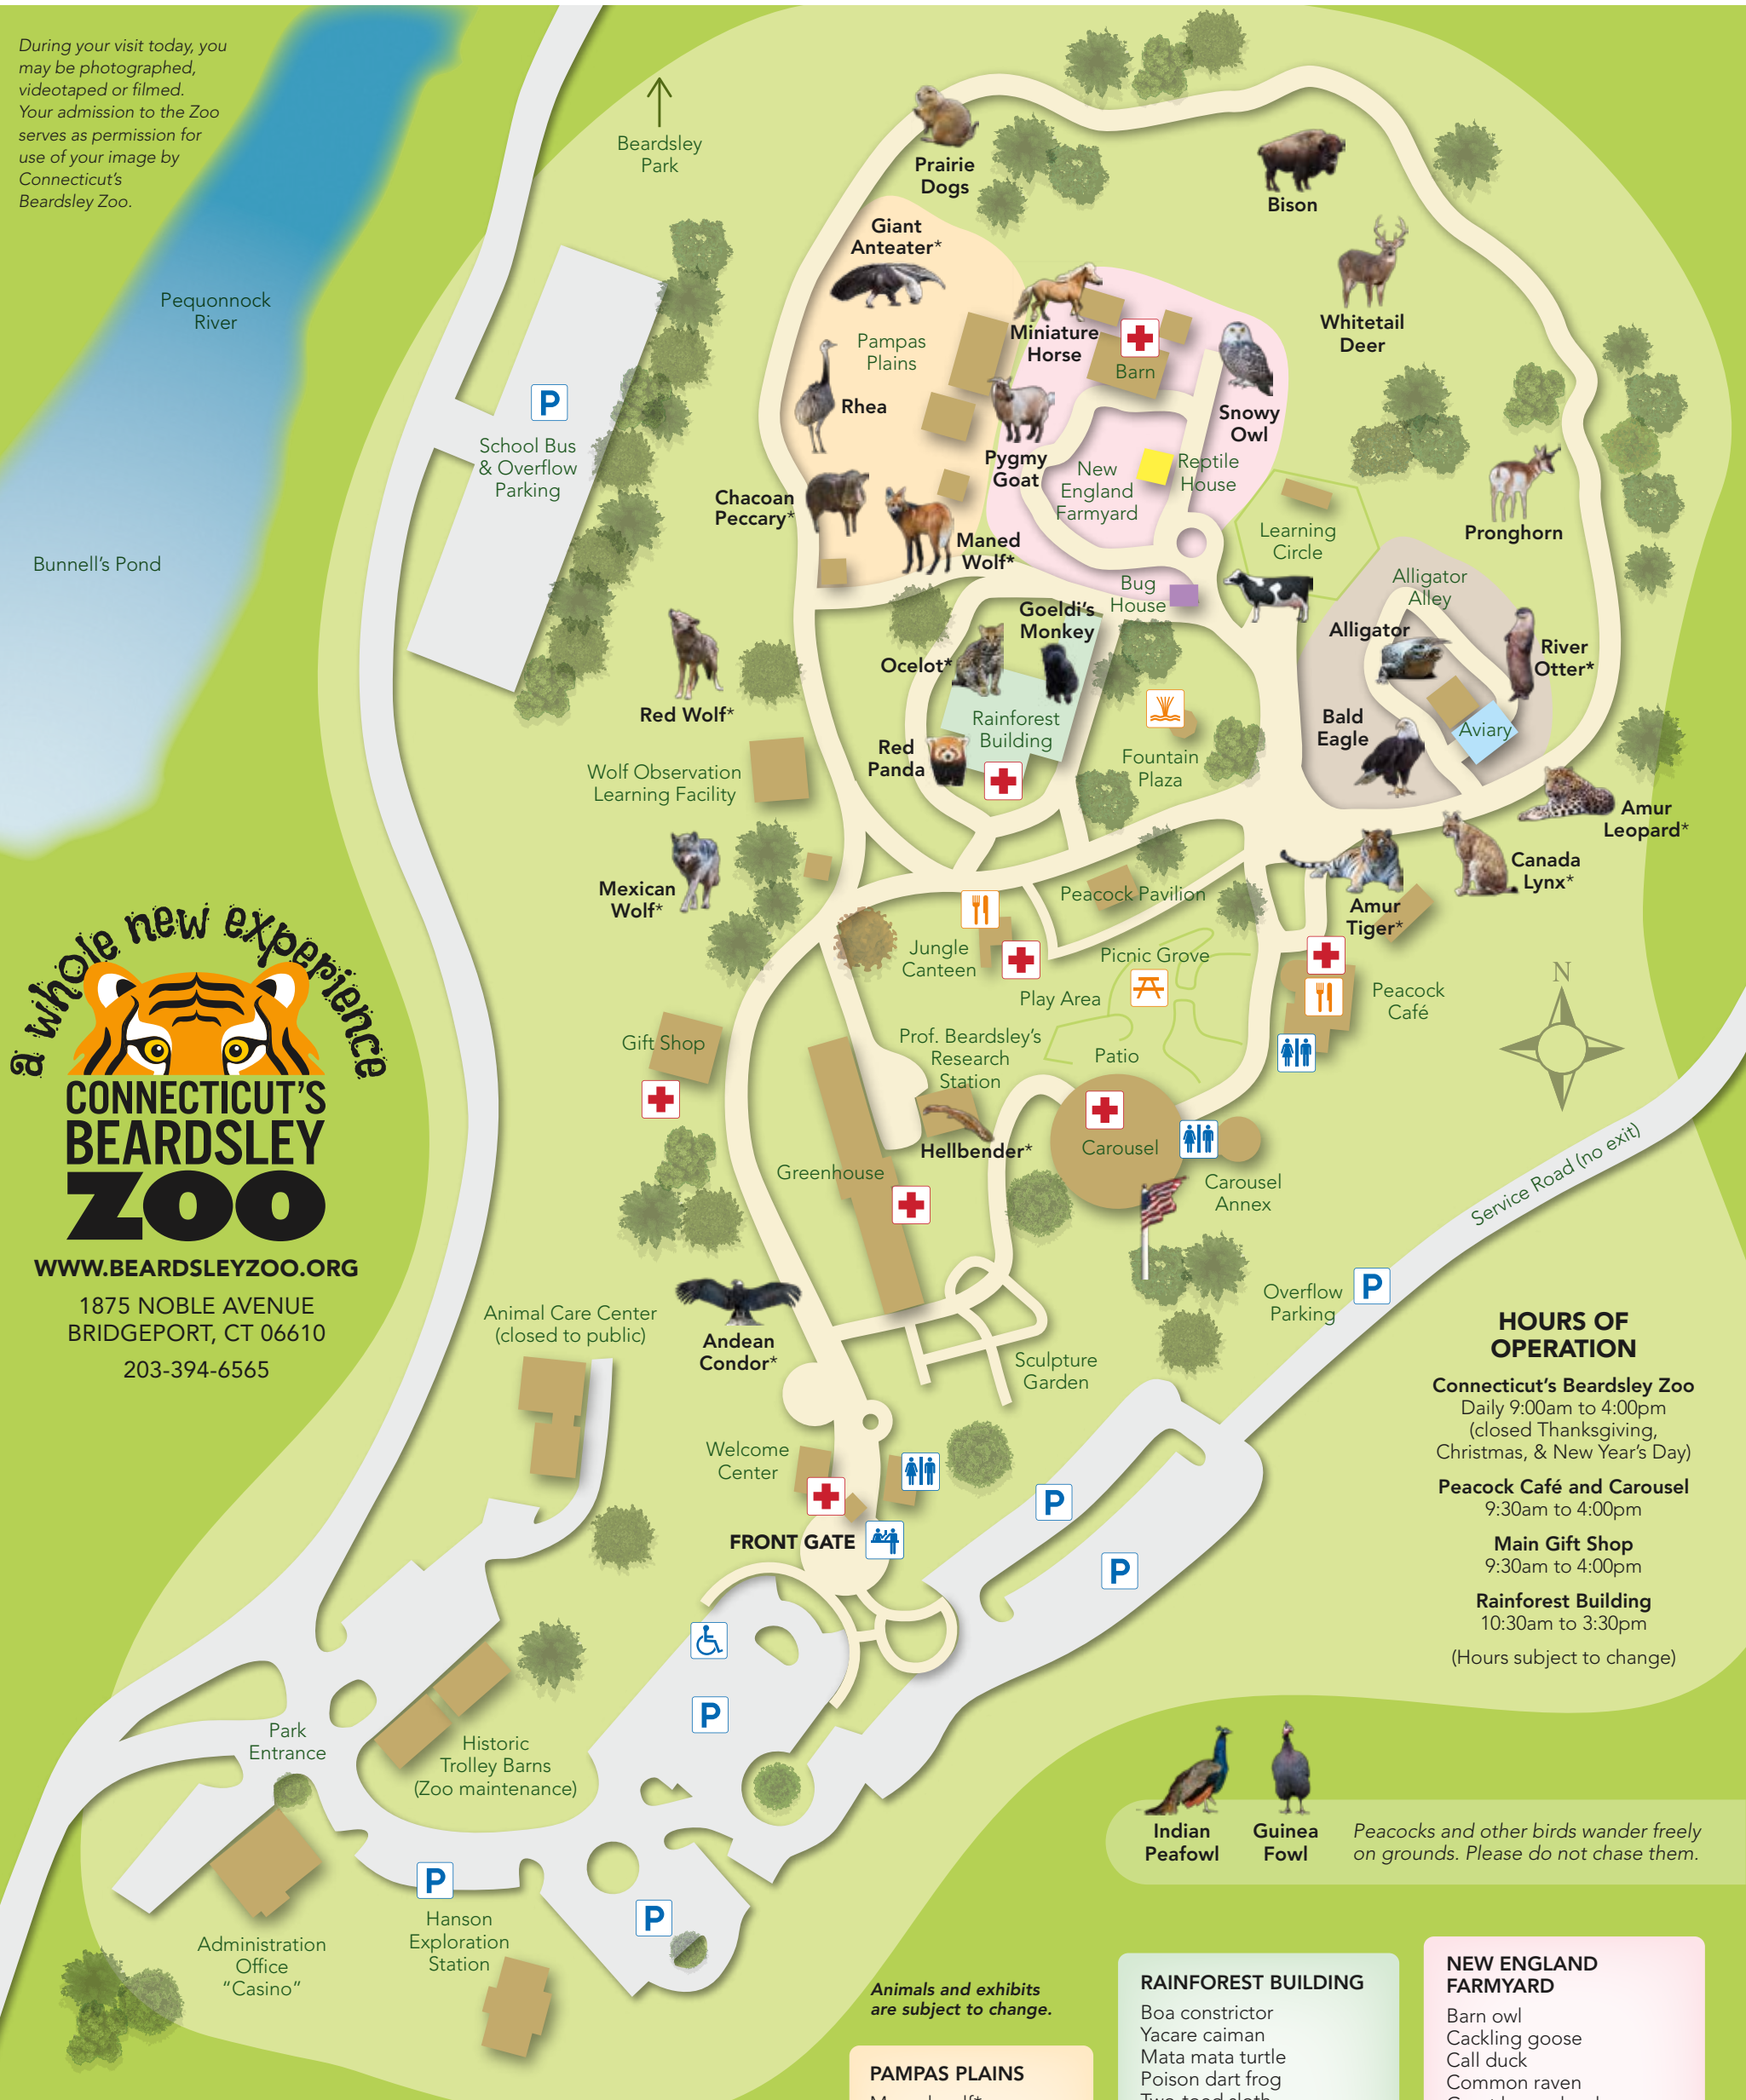 During your visit today, you
may be photographed,
videotaped or filmed.
Your admission to the Zoo
serves as permission for
use of your image by
Connecticut's
Beardsley Zoo.
Beardsley
Park
Prairie
Dogs
Bison
Giant
Anteater*
Whitetail
Deer
Pequonnock
River
Pampas
Plains
Miniature
Horse
Barn
Rhea
Snowy
Owl
P
School Bus
& Overflow
Parking
Pygmy
Goat
New
England
Farmyard
Reptile
House
Chacoan
Peccary*
Maned
Wolf*
Learning
Circle
Pronghorn
Bunnell's Pond
Bug
House
Alligator
Alley
Goeldi's
Monkey
Ocelot*
Alligator
River
Otter*
Red Wolf*
Rainforest
Building
Red
Panda
Bald
Eagle
Aviary
Fountain
Plaza
Wolf Observation
Learning Facility
Amur
Leopard*
Canada
Lynx*
Mexican
Wolf*
Peacock Pavilion
Amur
Tiger*
Jungle
Canteen
Picnic Grove
Play Area
Peacock
Café
N
Gift Shop
Prof. Beardsley's
Research
Station
Patio
Hellbender*
Carousel
Greenhouse
Carousel
Annex
Service Road (no exit)
a whole new experience
CONNECTICUT'S
BEARDSLEY
ZOO
WWW.BEARDSLEYZOO.ORG
1875 NOBLE AVENUE
BRIDGEPORT, CT 06610
203-394-6565
Animal Care Center
(closed to public)
Andean
Condor*
Overflow
Parking
P
Sculpture
Garden
Welcome
Center
FRONT GATE
P
P
P
HOURS OF
OPERATION
Connecticut's Beardsley Zoo
Daily 9:00am to 4:00pm
(closed Thanksgiving,
Christmas, & New Year's Day)
Peacock Café and Carousel
9:30am to 4:00pm
Main Gift Shop
9:30am to 4:00pm
Rainforest Building
10:30am to 3:30pm
(Hours subject to change)
Park
Entrance
Historic
Trolley Barns
(Zoo maintenance)
Indian
Peafowl
Guinea
Fowl
Peacocks and other birds wander freely
on grounds. Please do not chase them.
P
P
Administration
Office
"Casino"
Hanson
Exploration
Station
Animals and exhibits
are subject to change.
PAMPAS PLAINS
RAINFOREST BUILDING
Boa constrictor
Yacare caiman
Mata mata turtle
Poison dart frog
NEW ENGLAND
FARMYARD
Barn owl
Cackling goose
Call duck
Common raven